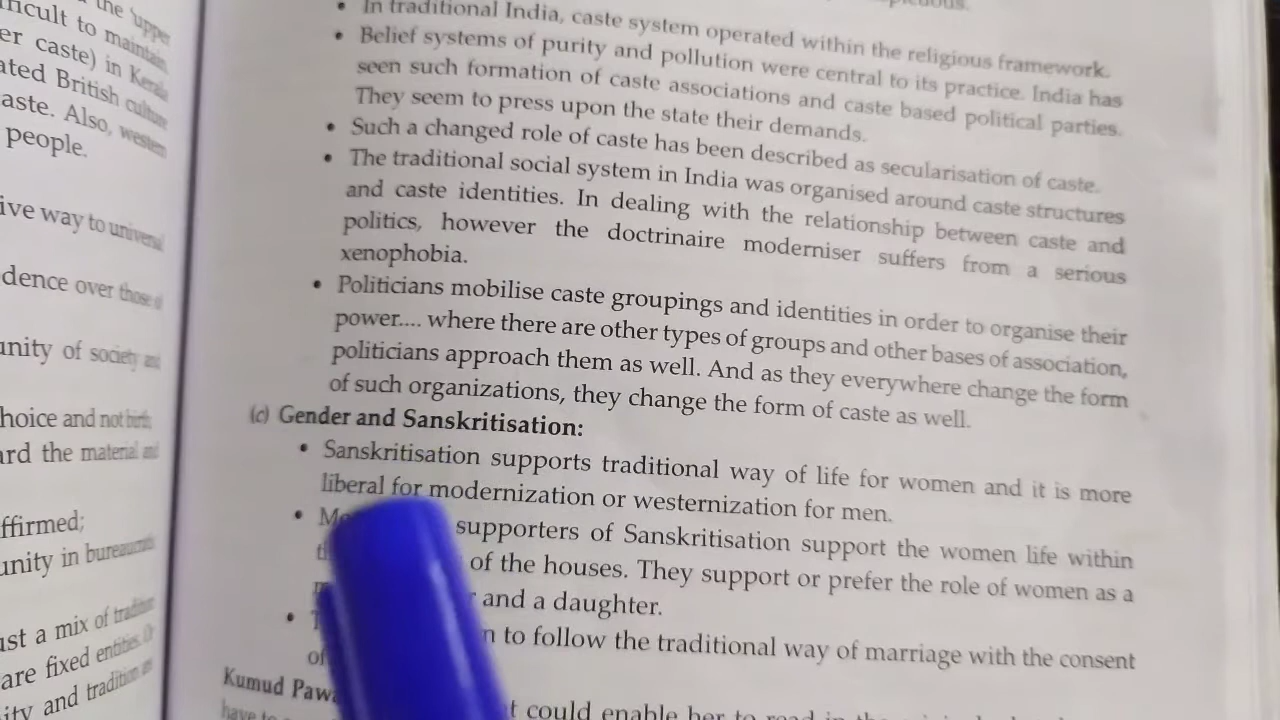 the 'upper
ficult to maintain
er caste) in Kerala
ated British culture
aste. Also, western
people.
ive way to universal
dence over those of
unity of society and
hoice and not birth;
ard the material and
ffirmed;
unity in bureaucratic
ust a mix of tradition
are fixed entities. Or
ity and tradition
• In traditional India, caste system operated within the religious framework.
• Belief systems of purity and pollution were central to its practice. India has
seen such formation of caste associations and caste based political parties.
They seem to press upon the state their demands.
• Such a changed role of caste has been described as secularisation of caste.
• The traditional social system in India was organised around caste structures
and caste identities. In dealing with the relationship between caste and
politics, however the doctrinaire moderniser suffers from a serious
xenophobia.
• Politicians mobilise caste groupings and identities in order to organise their
power.... where there are other types of groups and other bases of association,
politicians approach them as well. And as they everywhere change the form
of such organizations, they change the form of caste as well.
(c) Gender and Sanskritisation:
• Sanskritisation supports traditional way of life for women and it is more
liberal for modernization or westernization for men.
• supporters of Sanskritisation support the women life within
of the houses. They support or prefer the role of women as a
and a daughter.
• n to follow the traditional way of marriage with the consent
of
Kumud Pawa
have to t could enable her to read in the